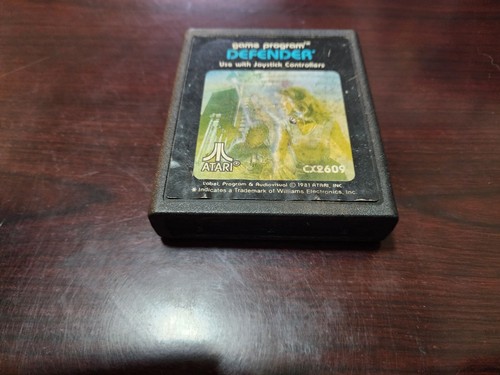 game program™
DEFENDER*
Use with Joystick Controllers
ATARI®
CX2609
Label, Program & Audiovisual © 1981 ATARI, INC.
* Indicates a Trademark of Williams Electronics, Inc.